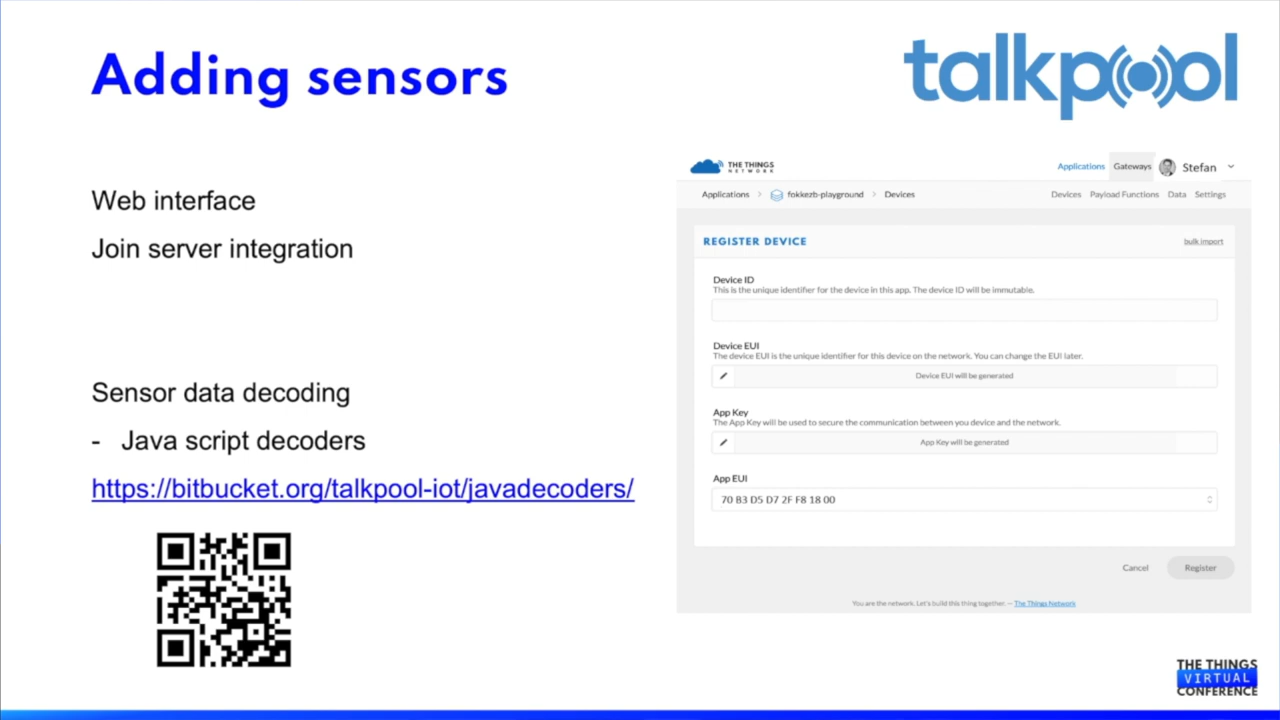 Adding sensors
talkpool
Web interface
Join server integration
Sensor data decoding
- Java script decoders
https://bitbucket.org/talkpool-iot/javadecoders/
THE THINGS
NETWORK
Applications Gateways Stefan
Applications > fokkezb-playground > Devices
Devices Payload Functions Data Settings
REGISTER DEVICE
bulk import
Device ID
This is the unique identifier for the device in this app. The device ID will be immutable.
Device EUI
The device EUI is the unique identifier for this device on the network. You can change the EUI later.
Device EUI will be generated
App Key
The App Key will be used to secure the communication between you device and the network.
App Key will be generated
App EUI
70 B3 D5 D7 2F F8 18 00
Cancel Register
You are the network. Let's build this thing together. — The Things Network
THE THINGS
VIRTUAL
CONFERENCE